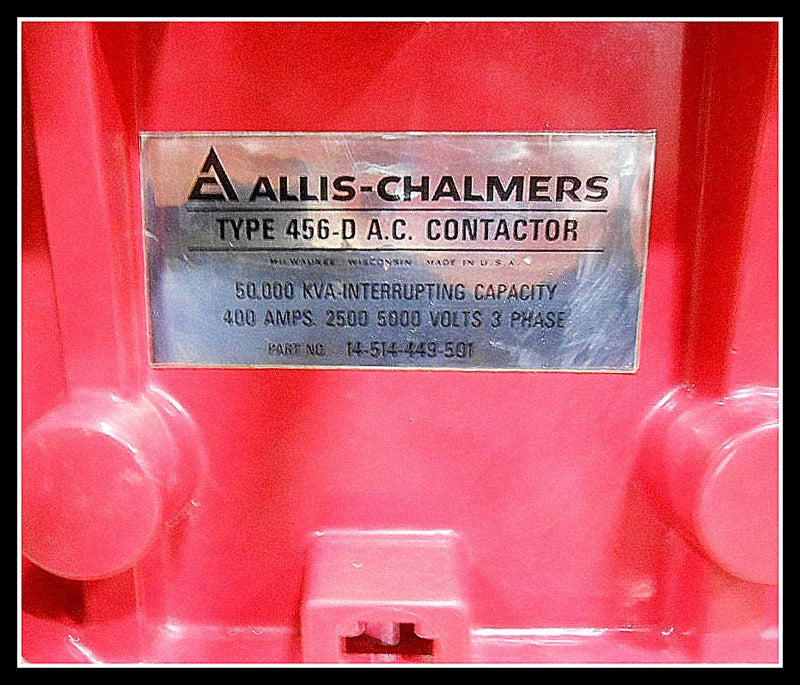 ALLIS-CHALMERS
TYPE 456-D A.C. CONTACTOR
MILWAUKEE WISCONSIN MADE IN U.S.A.
50,000 KVA-INTERRUPTING CAPACITY
400 AMPS. 2500 5000 VOLTS 3 PHASE
PART NO. 14-514-449-501